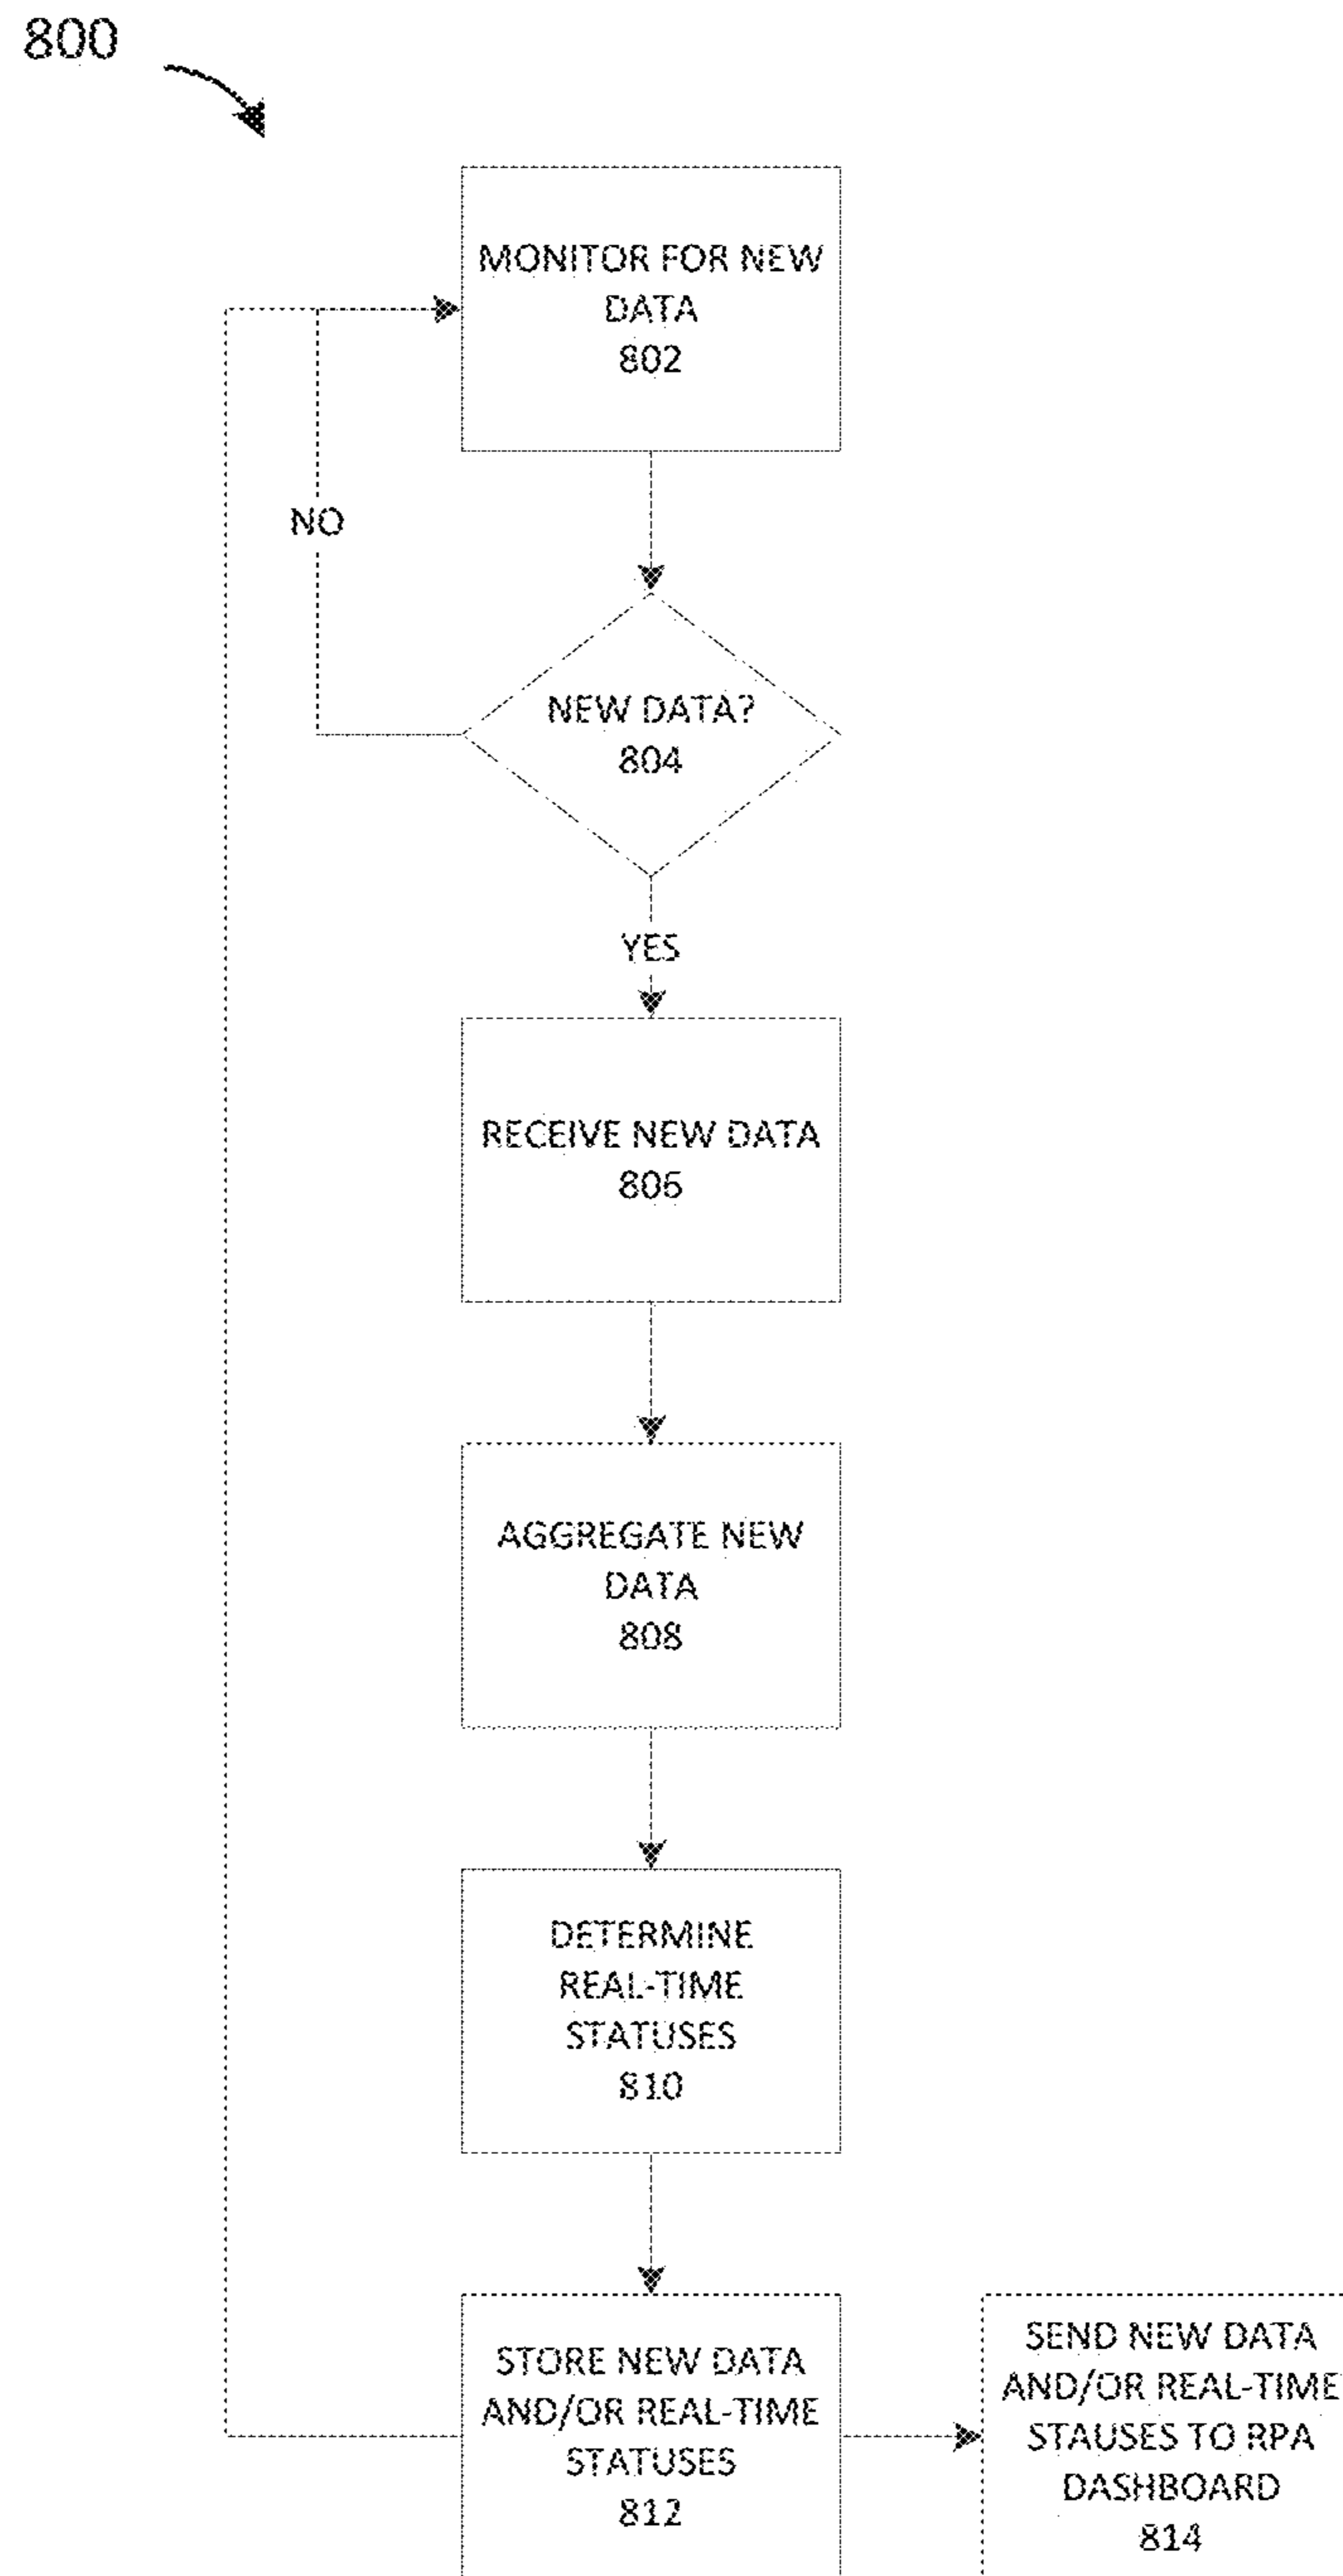 800
MONITOR FOR NEW
DATA
802
NO
NEW DATA?
804
YES
RECEIVE NEW DATA
806
AGGREGATE NEW
DATA
808
DETERMINE
REAL-TIME
STATUSES
810
STORE NEW DATA
AND/OR REAL-TIME
STATUSES
812
SEND NEW DATA
AND/OR REAL-TIME
STAUSES TO RPA
DASHBOARD
814